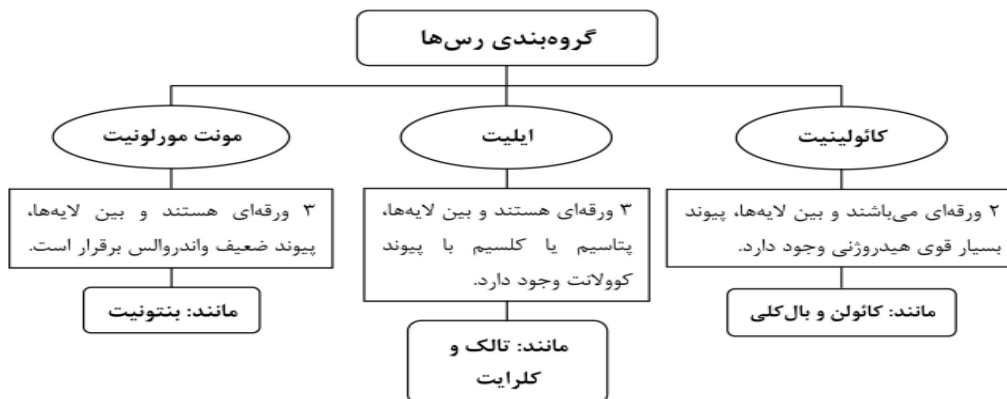 گروه‌بندی رس‌ها
کائولینیت
۲ ورقه‌ای می‌باشند و بین لایه‌ها، پیوند
بسیار قوی هیدروژنی وجود دارد.
مانند: کائولن و بال‌کلی
ایلیت
۳ ورقه‌ای هستند و بین لایه‌ها،
پتاسیم یا کلسیم با پیوند
کوولانت وجود دارد.
مانند: تالک و
کلرایت
مونت مورلونیت
۳ ورقه‌ای هستند و بین لایه‌ها،
پیوند ضعیف واندروالس برقرار است.
مانند: بنتونیت